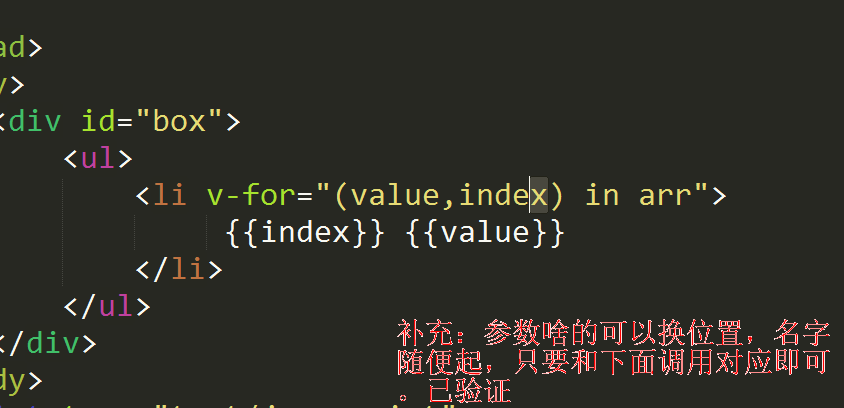 ad>
y>
<div id="box">
<ul>
<li v-for="(value,index) in arr">
{{index}} {{value}}
</li>
</ul>
</div>
补充：参数啥的可以换位置，名字
随便起，只要和下面调用对应即可
。已验证
dy>